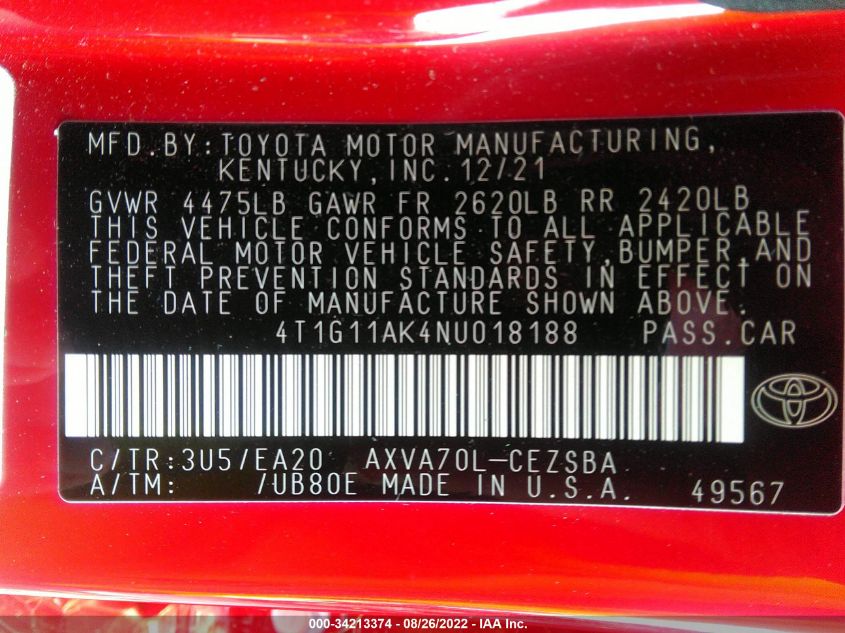 MFD.BY:TOYOTA MOTOR MANUFACTURING,
KENTUCKY,INC.12/21
GVWR 4475LB GAWR FR 2620LB RR 2420LB
THIS VEHICLE CONFORMS TO ALL APPLICABLE
FEDERAL MOTOR VEHICLE SAFETY,BUMPER,AND
THEFT PREVENTION STANDARDS IN EFFECT ON
THE DATE OF MANUFACTURE SHOWN ABOVE.
4T1G11AK4NU018188 PASS.CAR
C/TR:3U5/EA20 AXVA70L-CEZSBA
A/TM: /UB80E MADE IN U.S.A. 49567
000-34213374 - 08/26/2022 - IAA Inc.